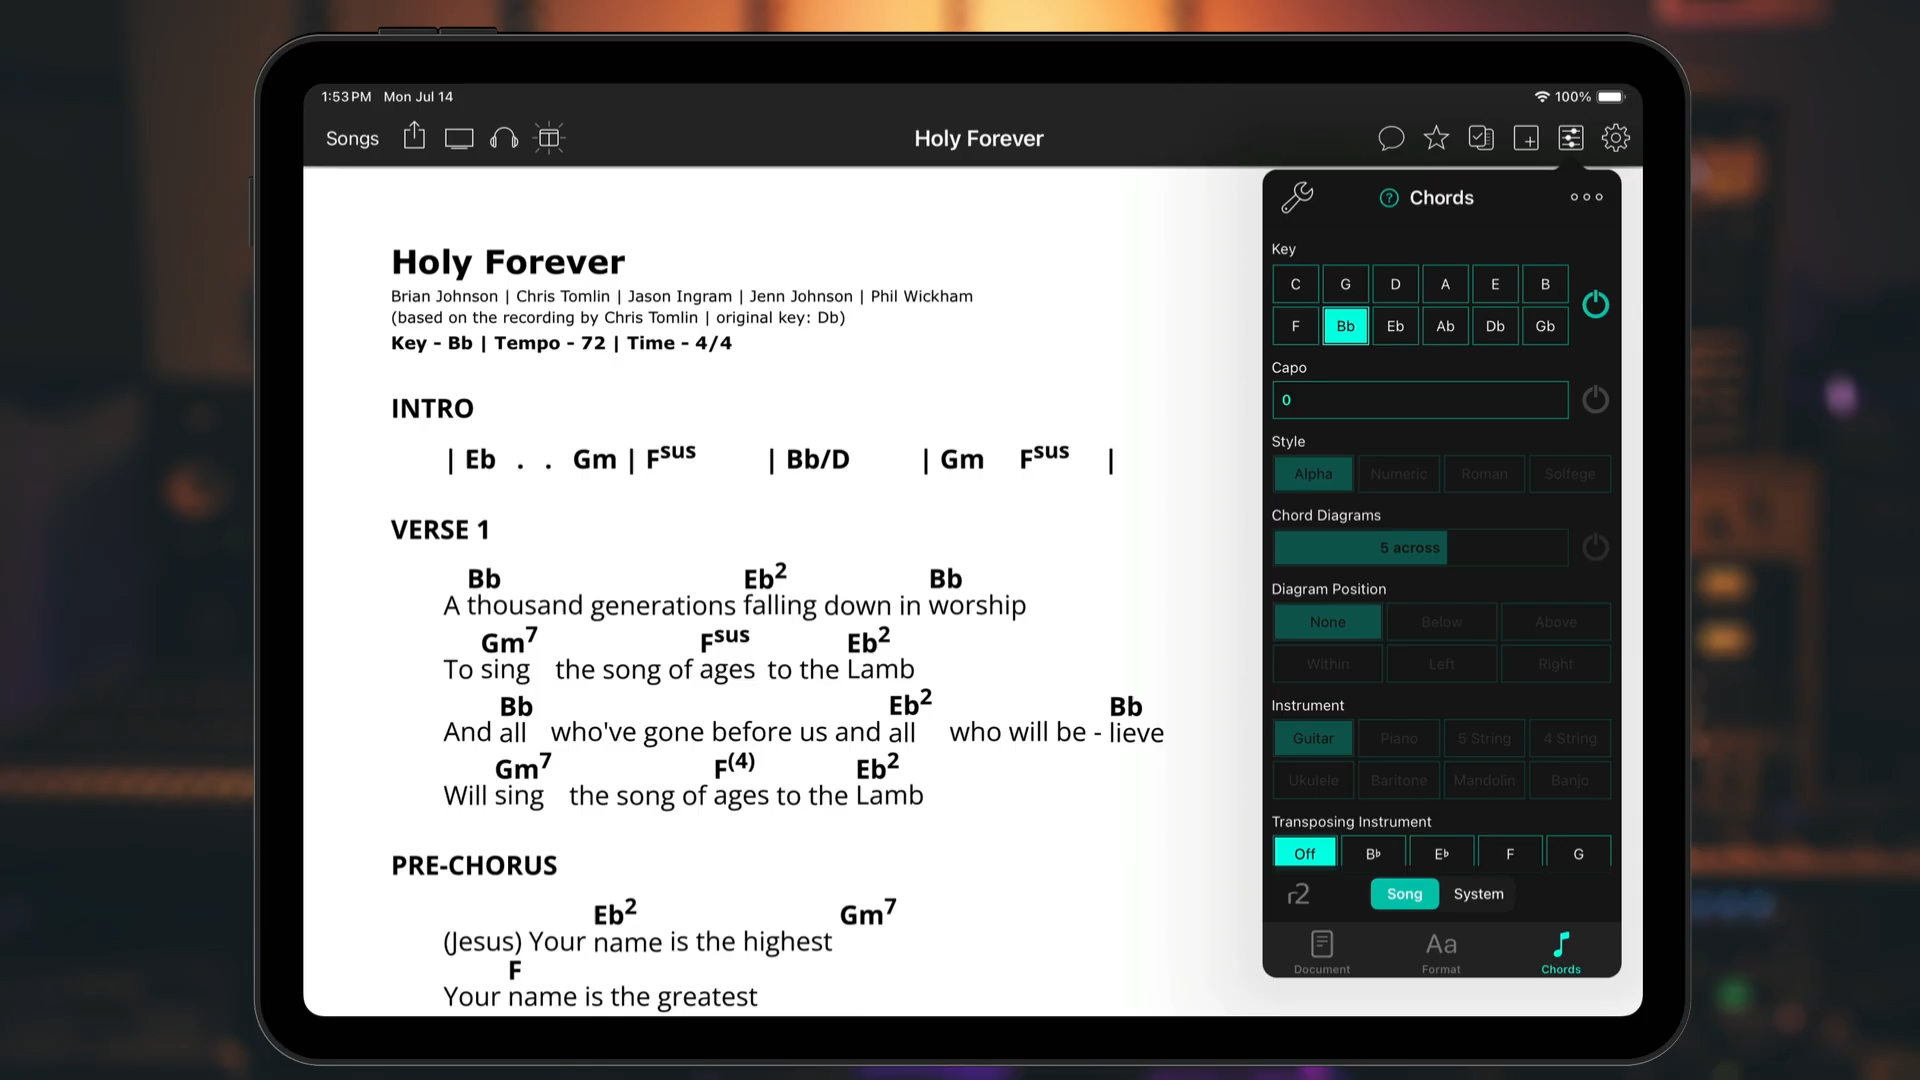 1:53 PM Mon Jul 14
100%
Songs
Holy Forever
Holy Forever
Brian Johnson | Chris Tomlin | Jason Ingram | Jenn Johnson | Phil Wickham
(based on the recording by Chris Tomlin | original key: Db)
Key - Bb | Tempo - 72 | Time - 4/4
INTRO
| Eb . . Gm | Fsus | Bb/D | Gm Fsus |
VERSE 1
Bb Eb2 Bb
A thousand generations falling down in worship
Gm7 Fsus Eb2
To sing the song of ages to the Lamb
Bb Eb2 Bb
And all who've gone before us and all who will be - lieve
Gm7 F(4) Eb2
Will sing the song of ages to the Lamb
PRE-CHORUS
Eb2 Gm7
(Jesus) Your name is the highest
F
Your name is the greatest
? Chords
Key
C G D A E B
F Bb Eb Ab Db Gb
Capo
0
Style
Alpha Numeric Roman Solfege
Chord Diagrams
5 across
Diagram Position
None Below Above
Within Left Right
Instrument
Guitar Piano 5 String 4 String
Ukulele Baritone Mandolin Banjo
Transposing Instrument
Off B♭ E♭ F G
r2 Song System
Aa
Document Format Chords